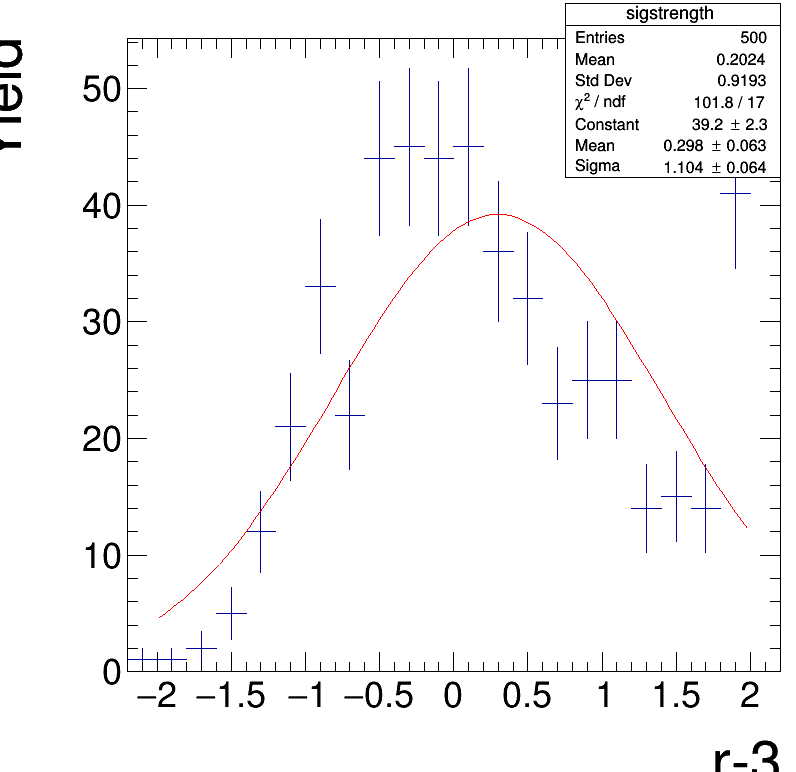 sigstrength
Entries 500
Mean 0.2024
Std Dev 0.9193
χ² / ndf 101.8 / 17
Constant 39.2 ± 2.3
Mean 0.298 ± 0.063
Sigma 1.104 ± 0.064
Yield
50
40
30
20
10
0
−2 −1.5 −1 −0.5 0 0.5 1 1.5 2
r-3